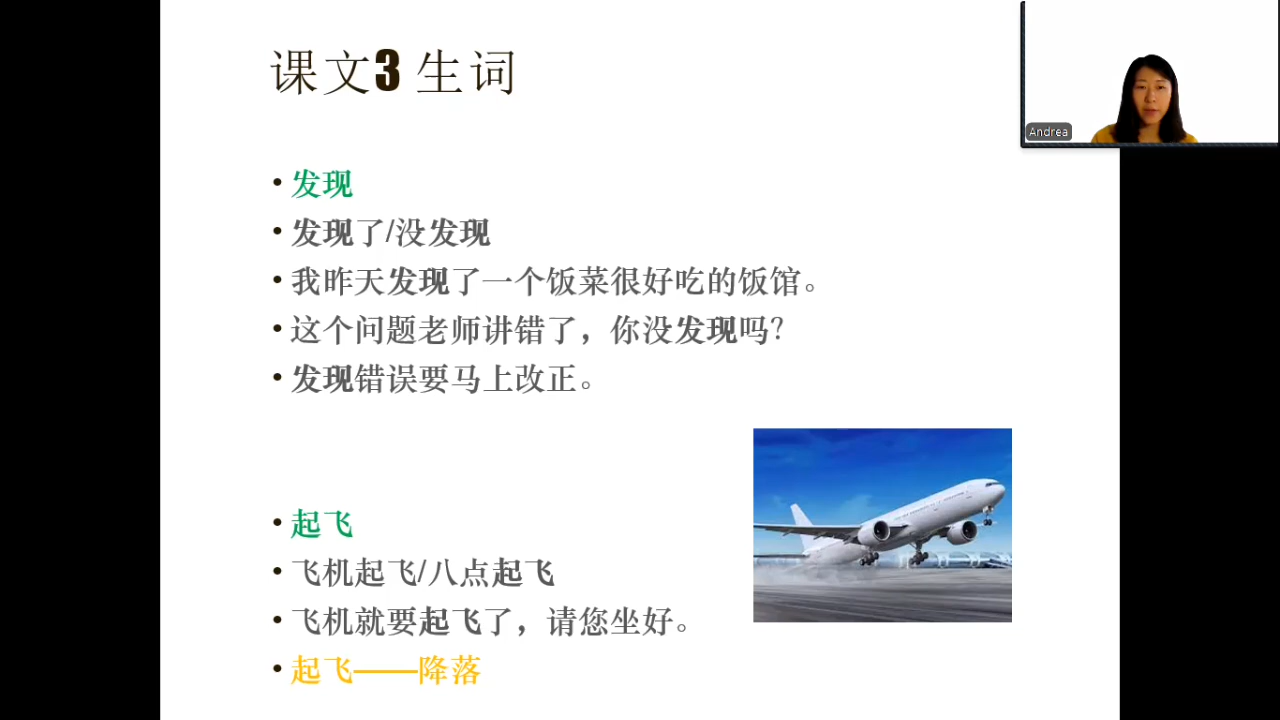 课文3 生词
Andrea
• 发现
• 发现了/没发现
• 我昨天发现了一个饭菜很好吃的饭馆。
• 这个问题老师讲错了，你没发现吗?
• 发现错误要马上改正。
• 起飞
• 飞机起飞/八点起飞
• 飞机就要起飞了，请您坐好。
• 起飞——降落